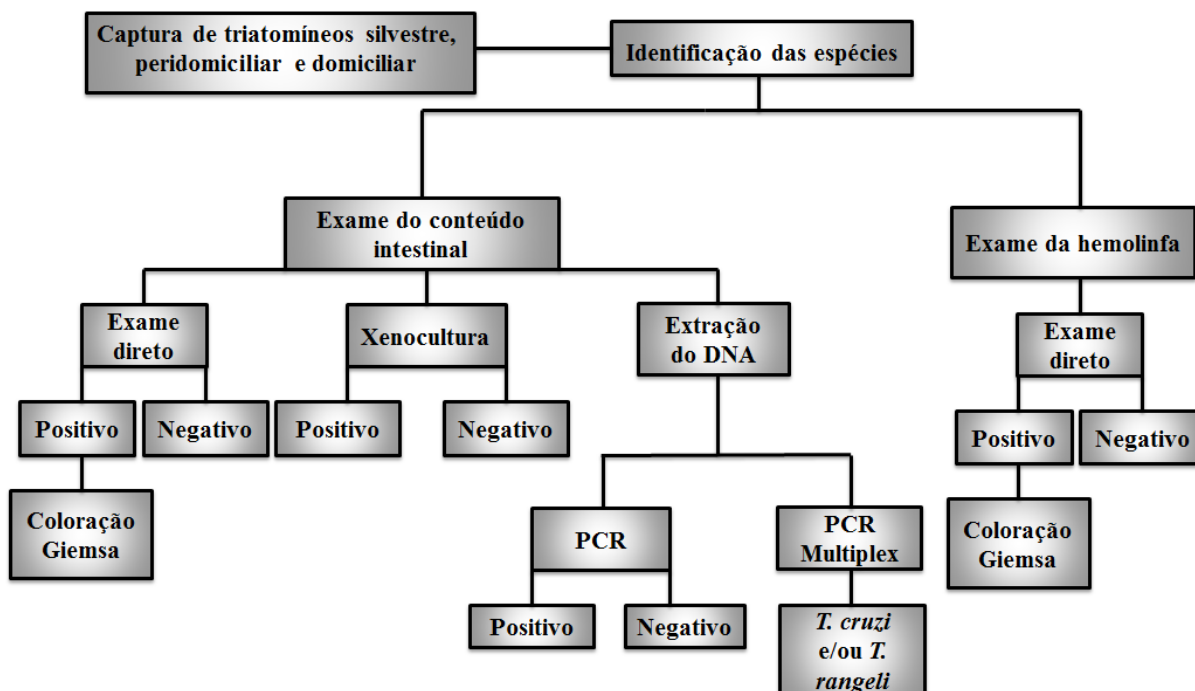 Captura de triatomíneos silvestre,
peridomiciliar e domiciliar
Identificação das espécies
Exame do conteúdo
intestinal
Exame da hemolinfa
Exame
direto
Xenocultura
Extração
do DNA
Exame
direto
Positivo
Negativo
Positivo
Negativo
Positivo
Negativo
Coloração
Giemsa
PCR
PCR
Multiplex
Coloração
Giemsa
Positivo
Negativo
T. cruzi
e/ou T.
rangeli